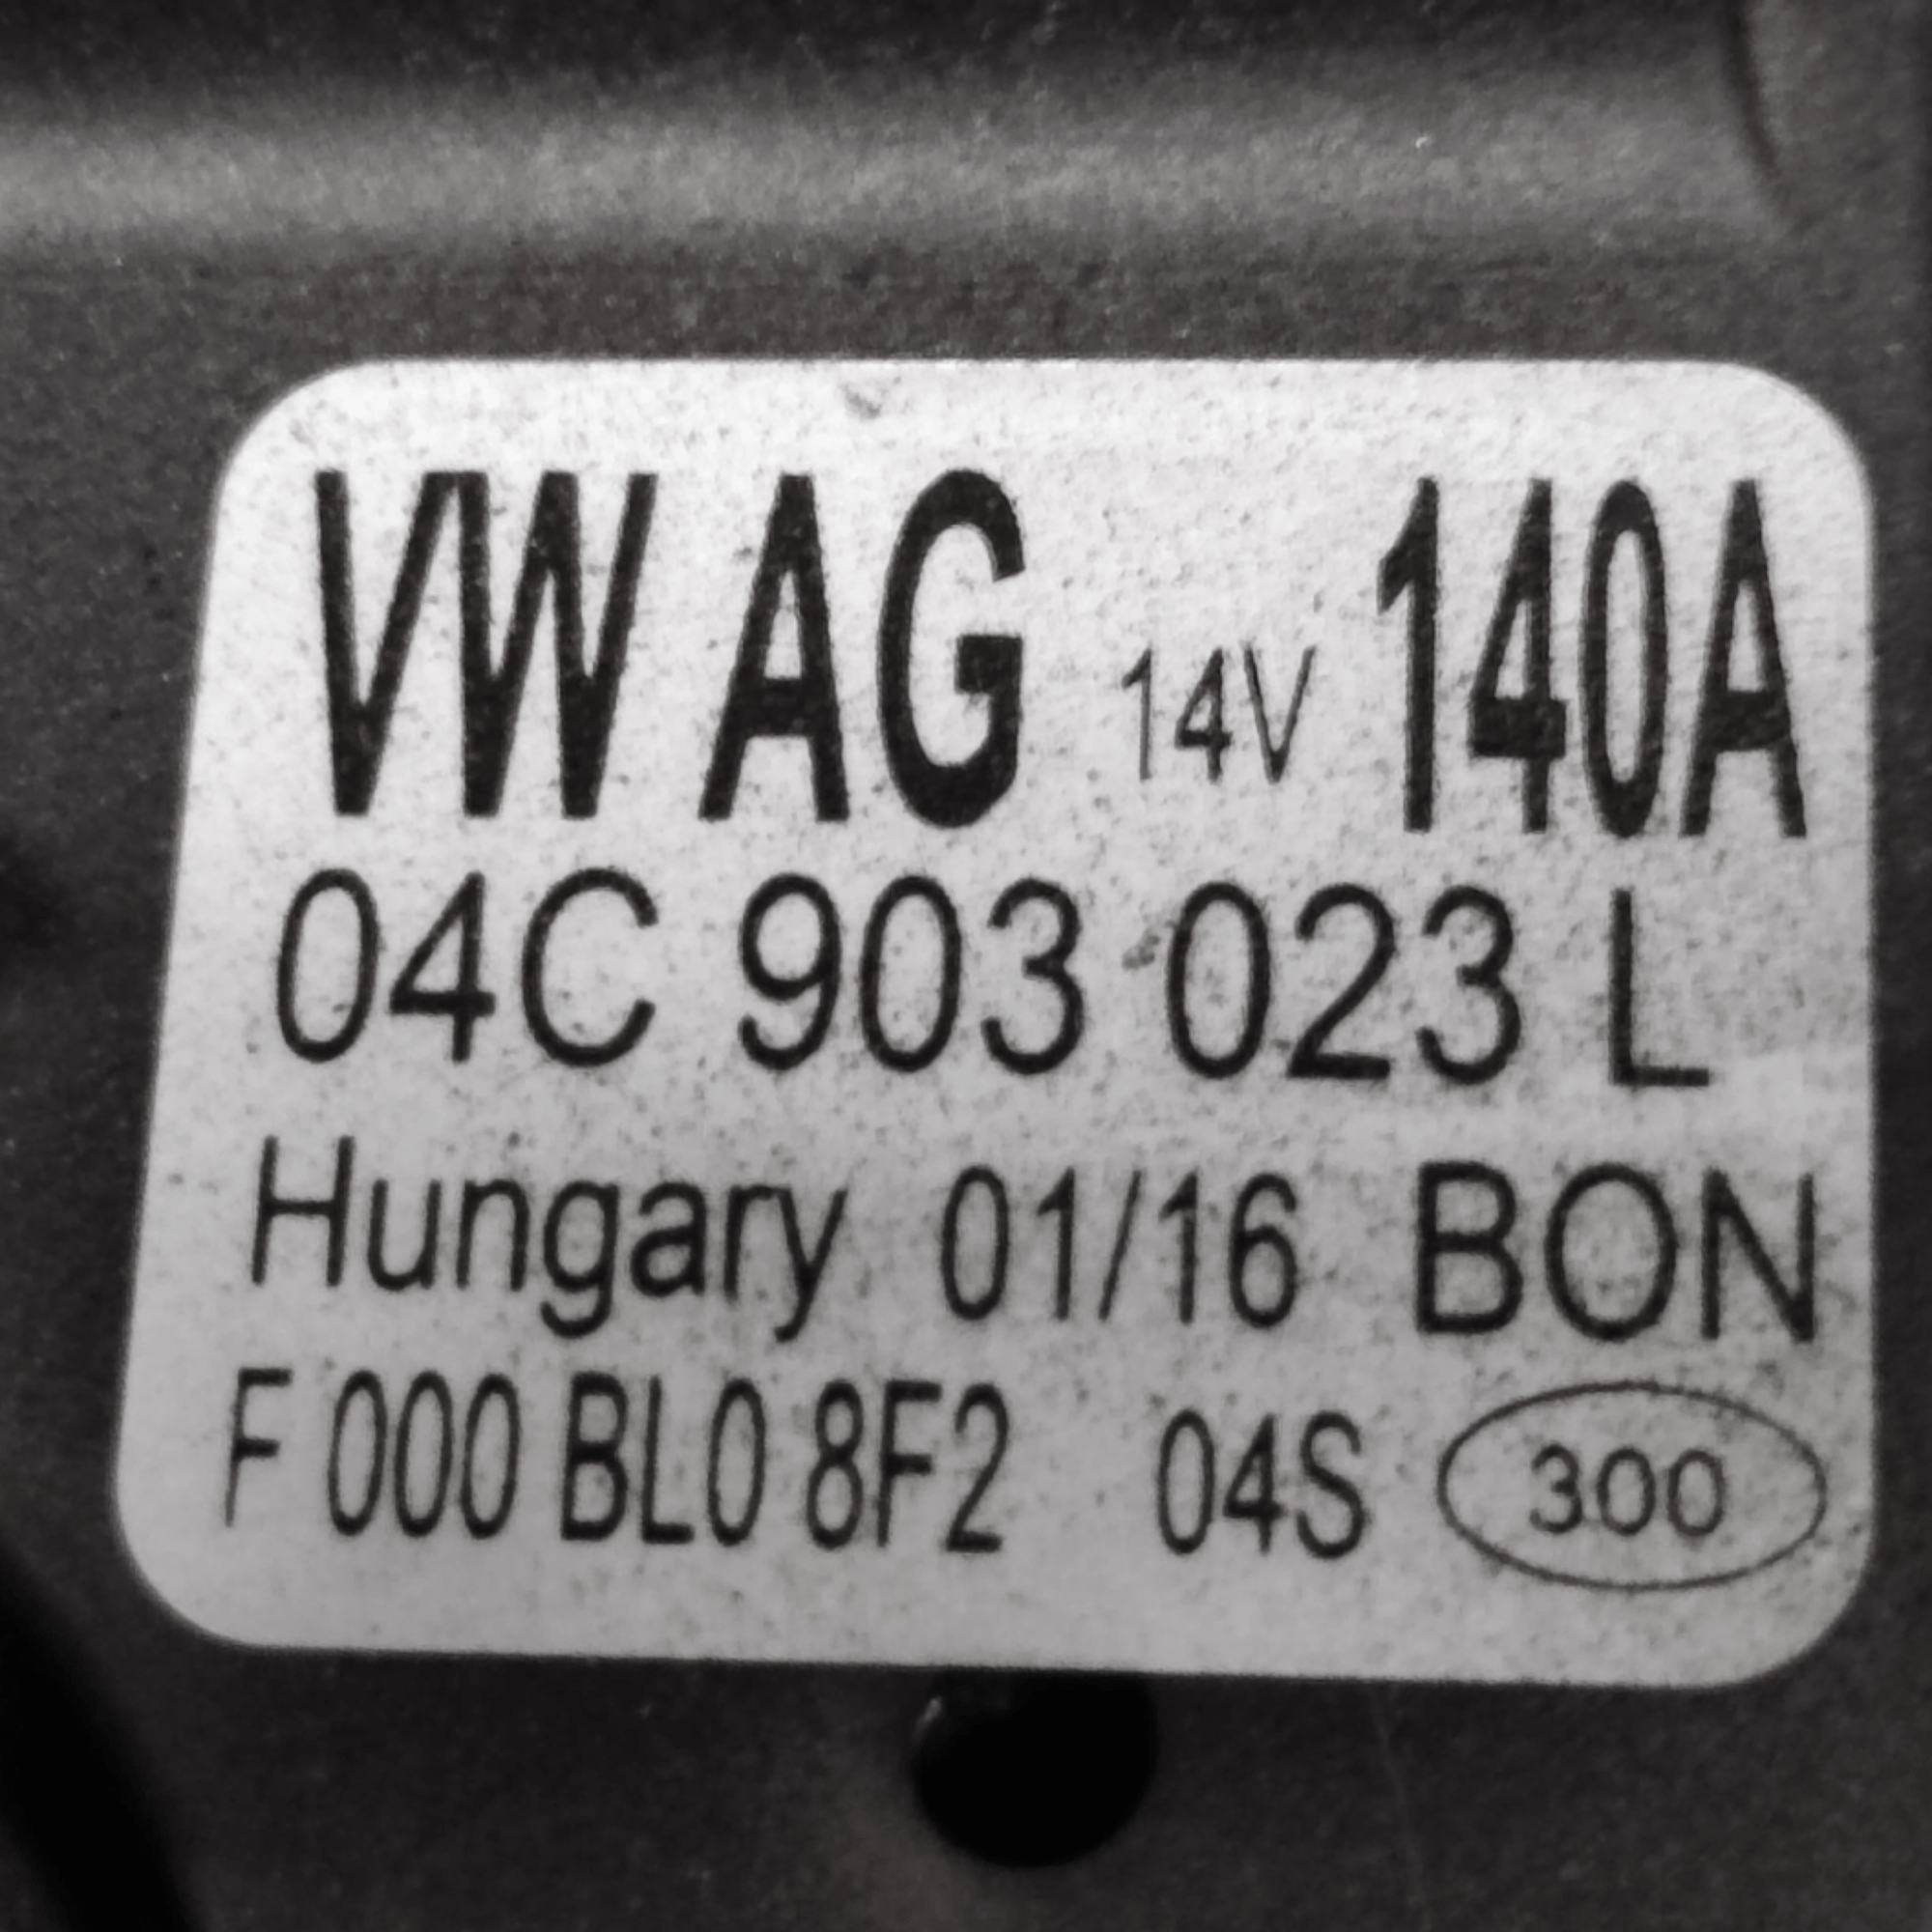 VW AG 14V 140A
04C 903 023 L
Hungary 01/16 BON
F 000 BL0 8F2 04S 300